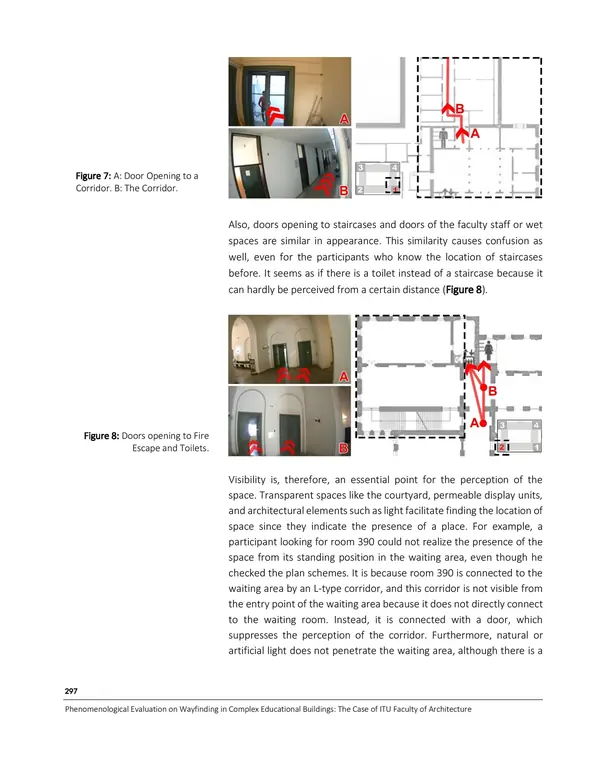 A
B
B
A
3 4
2 1
Figure 7: A: Door Opening to a
Corridor. B: The Corridor.
Also, doors opening to staircases and doors of the faculty staff or wet
spaces are similar in appearance. This similarity causes confusion as
well, even for the participants who know the location of staircases
before. It seems as if there is a toilet instead of a staircase because it
can hardly be perceived from a certain distance (Figure 8).
A
B
B
A
3 4
2 1
Figure 8: Doors opening to Fire
Escape and Toilets.
Visibility is, therefore, an essential point for the perception of the
space. Transparent spaces like the courtyard, permeable display units,
and architectural elements such as light facilitate finding the location of
space since they indicate the presence of a place. For example, a
participant looking for room 390 could not realize the presence of the
space from its standing position in the waiting area, even though he
checked the plan schemes. It is because room 390 is connected to the
waiting area by an L-type corridor, and this corridor is not visible from
the entry point of the waiting area because it does not directly connect
to the waiting room. Instead, it is connected with a door, which
suppresses the perception of the corridor. Furthermore, natural or
artificial light does not penetrate the waiting area, although there is a
297
Phenomenological Evaluation on Wayfinding in Complex Educational Buildings: The Case of ITU Faculty of Architecture